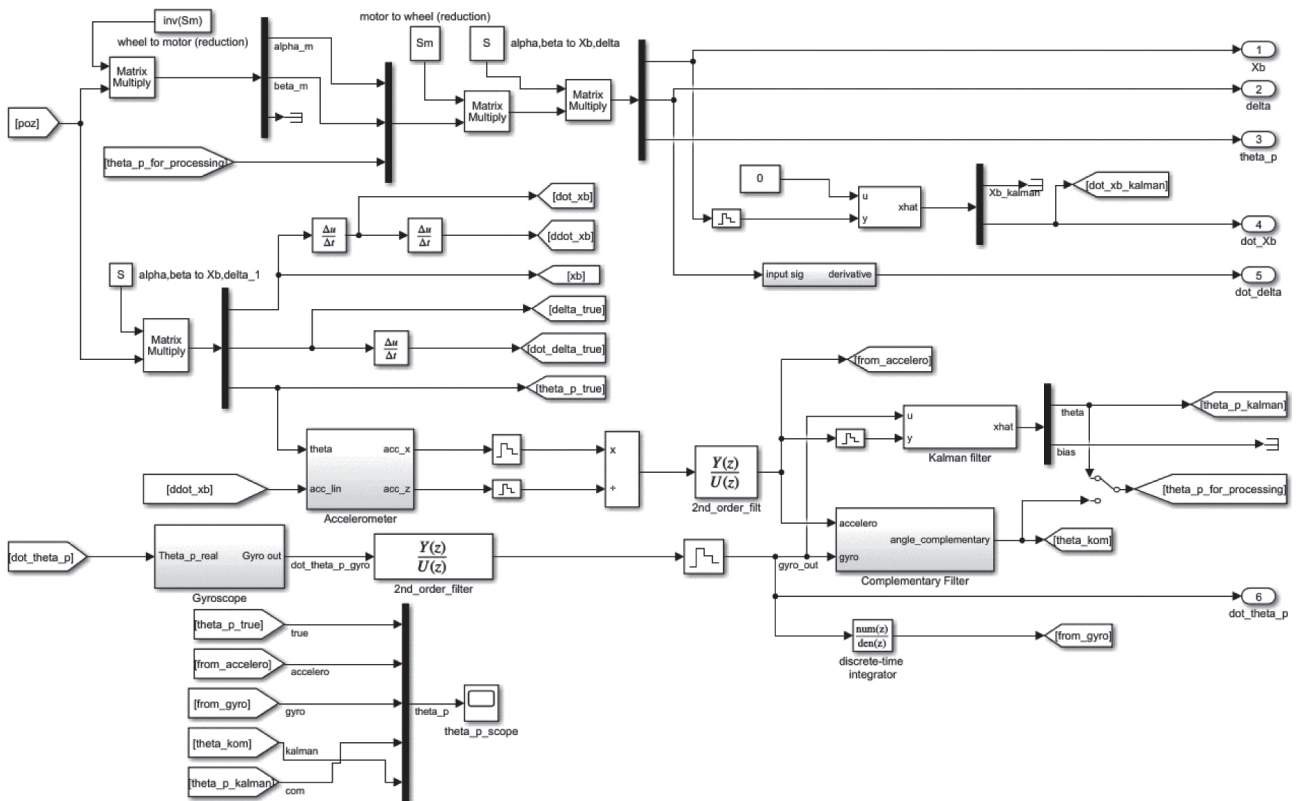 inv(Sm)
wheel to motor (reduction)
Matrix
Multiply
alpha_m
beta_m
[poz]
[theta_p_for_processing]
motor to wheel (reduction)
Sm
S
alpha,beta to Xb,delta
Matrix
Multiply
Matrix
Multiply
1
Xb
2
delta
3
theta_p
0
u
y
xhat
Xb_kalman
[dot_xb_kalman]
4
dot_Xb
input sig
derivative
5
dot_delta
[dot_xb]
Δu
Δt
Δu
Δt
[ddot_xb]
S
alpha,beta to Xb,delta_1
[xb]
Matrix
Multiply
[delta_true]
Δu
Δt
[dot_delta_true]
[theta_p_true]
[from_accelero]
theta
acc_x
acc_lin
acc_z
Accelerometer
[ddot_xb]
x
÷
Y(z)
U(z)
2nd_order_filt
u
y
xhat
Kalman filter
theta
bias
[theta_p_kalman]
[theta_p_for_processing]
accelero
angle_complementary
gyro
Complementary Filter
[theta_kom]
[dot_theta_p]
Theta_p_real
Gyro out
Gyroscope
dot_theta_p_gyro
Y(z)
U(z)
2nd_order_filter
gyro_out
6
dot_theta_p
num(z)
den(z)
discrete-time
integrator
[from_gyro]
[theta_p_true]
true
[from_accelero]
accelero
[from_gyro]
gyro
[theta_kom]
kalman
[theta_p_kalman]
com
theta_p
theta_p_scope